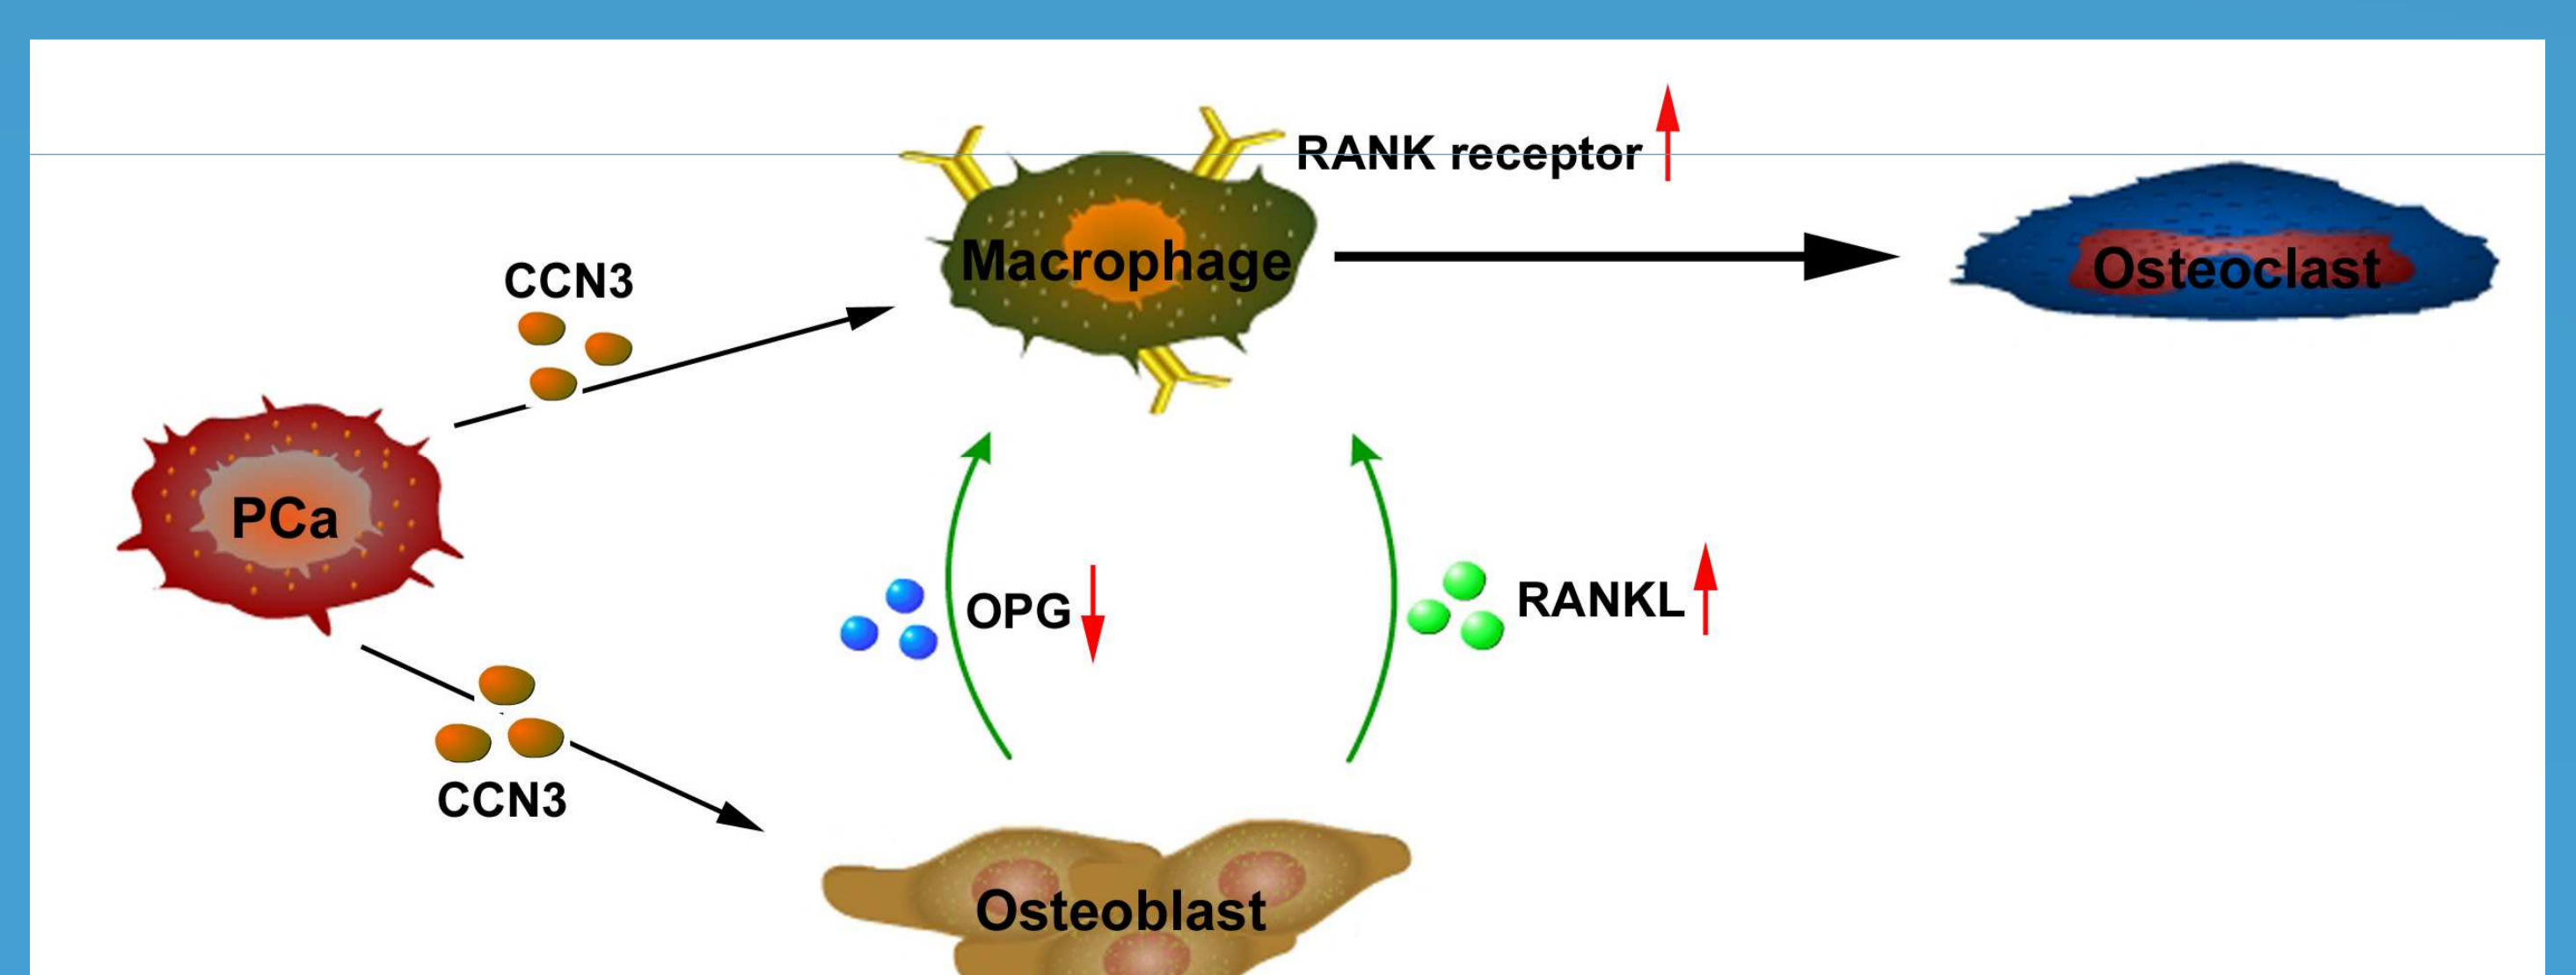 RANK receptor
Macrophage
Osteoclast
CCN3
PCa
OPG
RANKL
CCN3
Osteoblast